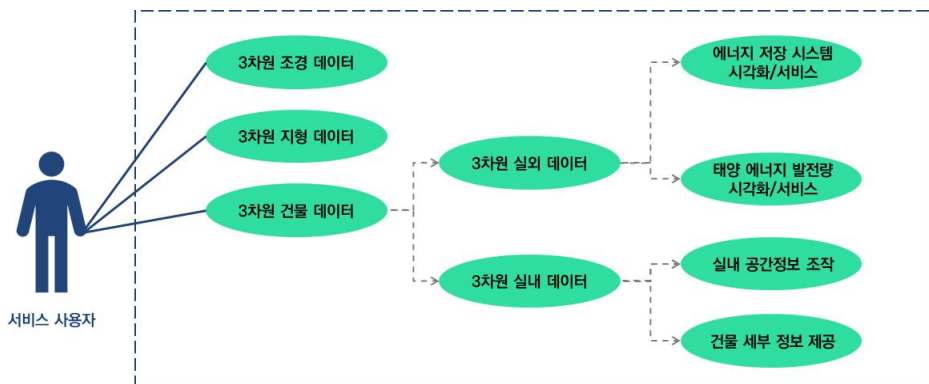 3차원 조경 데이터
3차원 지형 데이터
3차원 건물 데이터
서비스 사용자
3차원 실외 데이터
3차원 실내 데이터
에너지 저장 시스템
시각화/서비스
태양 에너지 발전량
시각화/서비스
실내 공간정보 조작
건물 세부 정보 제공